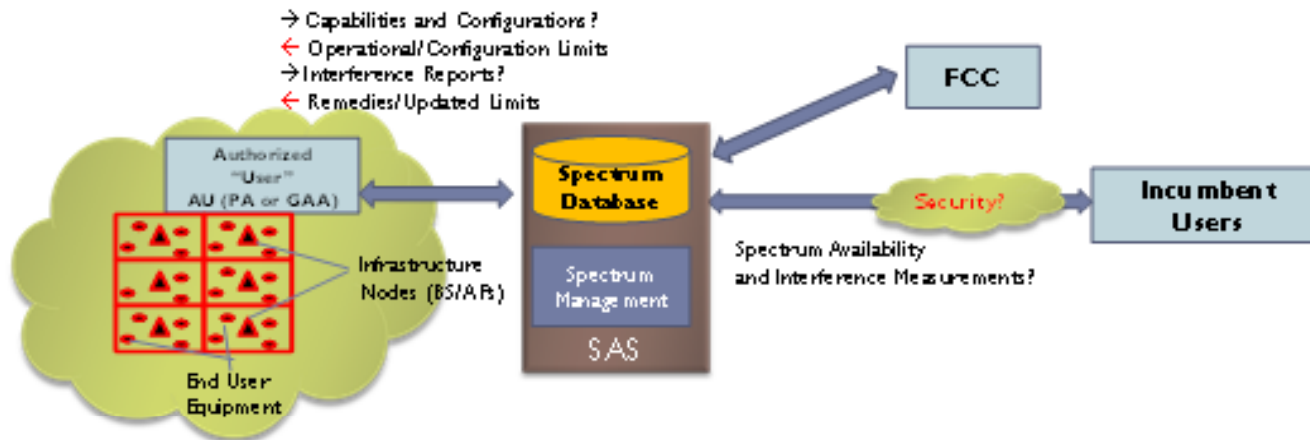 → Capabilities and Configurations?
← Operational/Configuration Limits
→ Interference Reports?
← Remedies/Updated Limits
FCC
Authorized
"User"
AU (PA or GAA)
Spectrum
Database
Security?
Incumbent
Users
Infrastructure
Nodes (BS/APs)
Spectrum
Management
Spectrum Availability
and Interference Measurements?
SAS
End User
Equipment